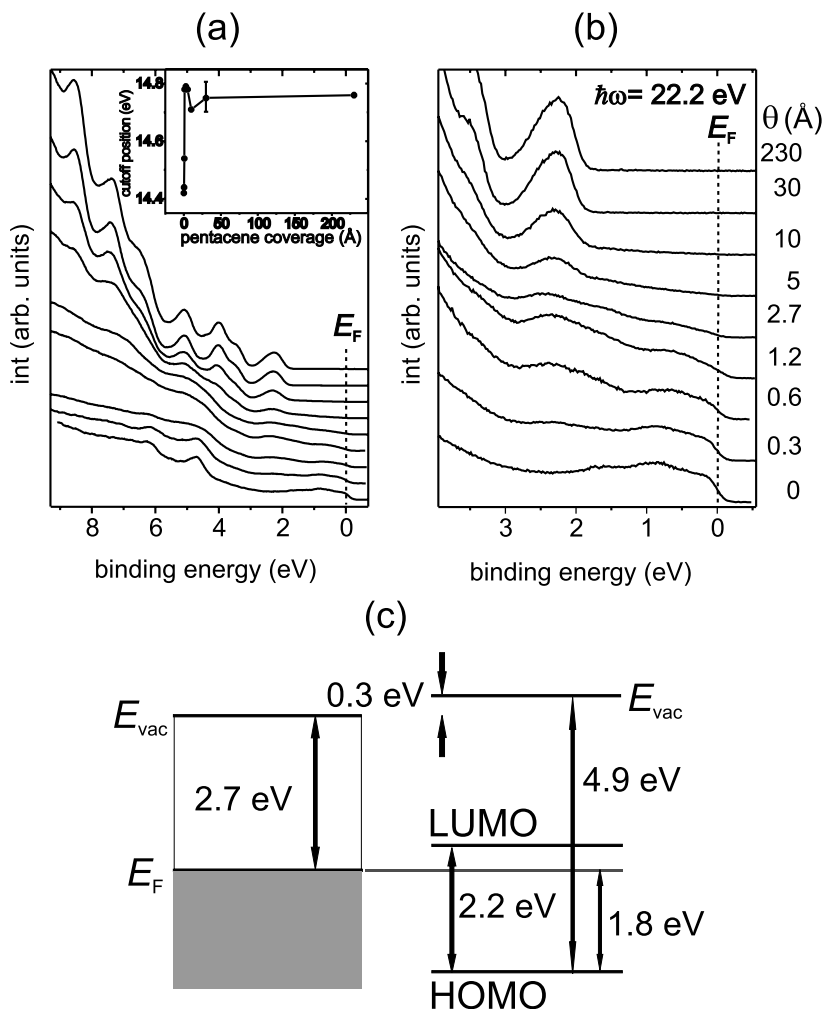 (a)
14.8
14.6
14.4
cutoff position (eV)
0 50 100 150 200
pentacene coverage (Å)
int (arb. units)
E_F
8 6 4 2 0
binding energy (eV)
(b)
ℏω= 22.2 eV
E_F
θ (Å)
230
30
10
5
2.7
1.2
0.6
0.3
0
int (arb. units)
3 2 1 0
binding energy (eV)
(c)
0.3 eV
E_vac
E_vac
2.7 eV
4.9 eV
LUMO
E_F
2.2 eV
1.8 eV
HOMO